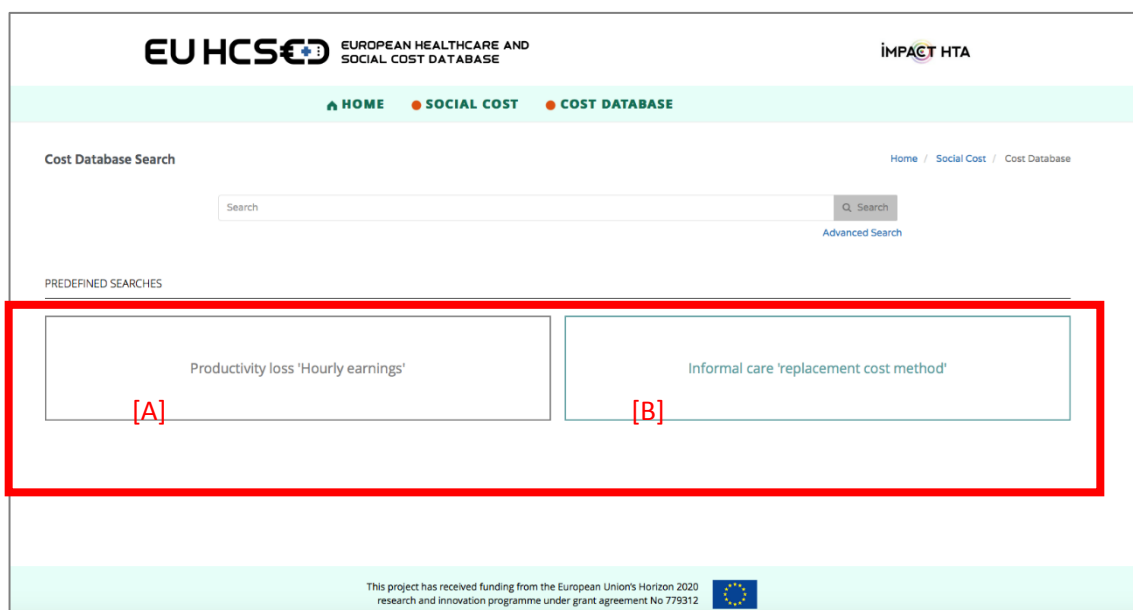 EU HCSED EUROPEAN HEALTHCARE AND
SOCIAL COST DATABASE
IMPACT HTA
HOME SOCIAL COST COST DATABASE
Cost Database Search
Home / Social Cost / Cost Database
Search
Search
Advanced Search
PREDEFINED SEARCHES
Productivity loss 'Hourly earnings'
Informal care 'replacement cost method'
[A]
[B]
This project has received funding from the European Union's Horizon 2020
research and innovation programme under grant agreement No 779312